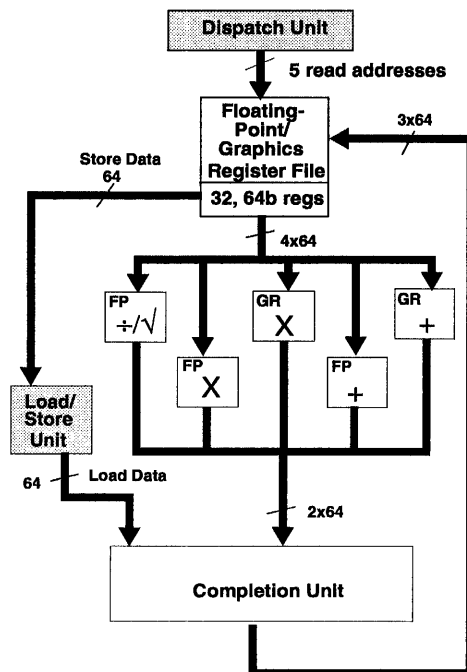 Dispatch Unit
5 read addresses
Floating-
Point/
Graphics
Register File
32, 64b regs
3x64
Store Data
64
4x64
FP
÷/√
GR
X
GR
+
FP
X
FP
+
Load/
Store
Unit
64
Load Data
2x64
Completion Unit